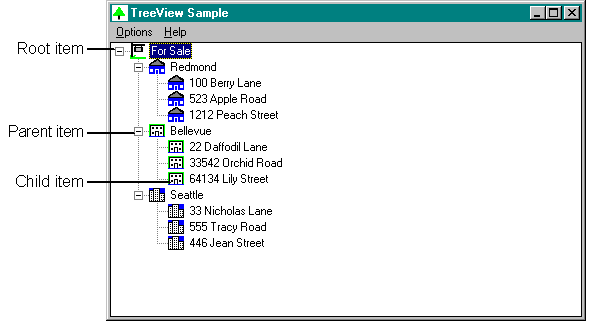 TreeView Sample
Options Help
Root item
For Sale
Redmond
100 Berry Lane
523 Apple Road
1212 Peach Street
Parent item
Bellevue
22 Daffodil Lane
33542 Orchid Road
Child item
64134 Lily Street
Seattle
33 Nicholas Lane
555 Tracy Road
446 Jean Street